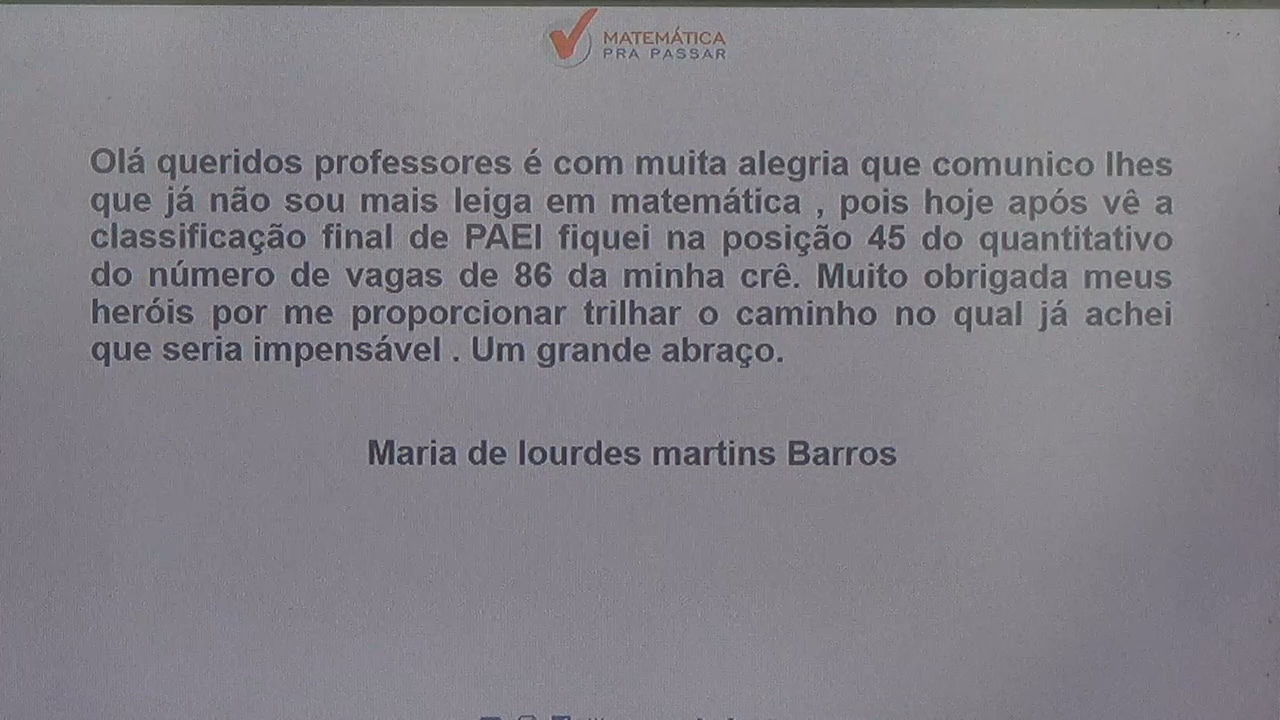 MATEMÁTICA
PRA PASSAR
Olá queridos professores é com muita alegria que comunico lhes
que já não sou mais leiga em matemática , pois hoje após vê a
classificação final de PAEI fiquei na posição 45 do quantitativo
do número de vagas de 86 da minha crê. Muito obrigada meus
heróis por me proporcionar trilhar o caminho no qual já achei
que seria impensável . Um grande abraço.
Maria de lourdes martins Barros